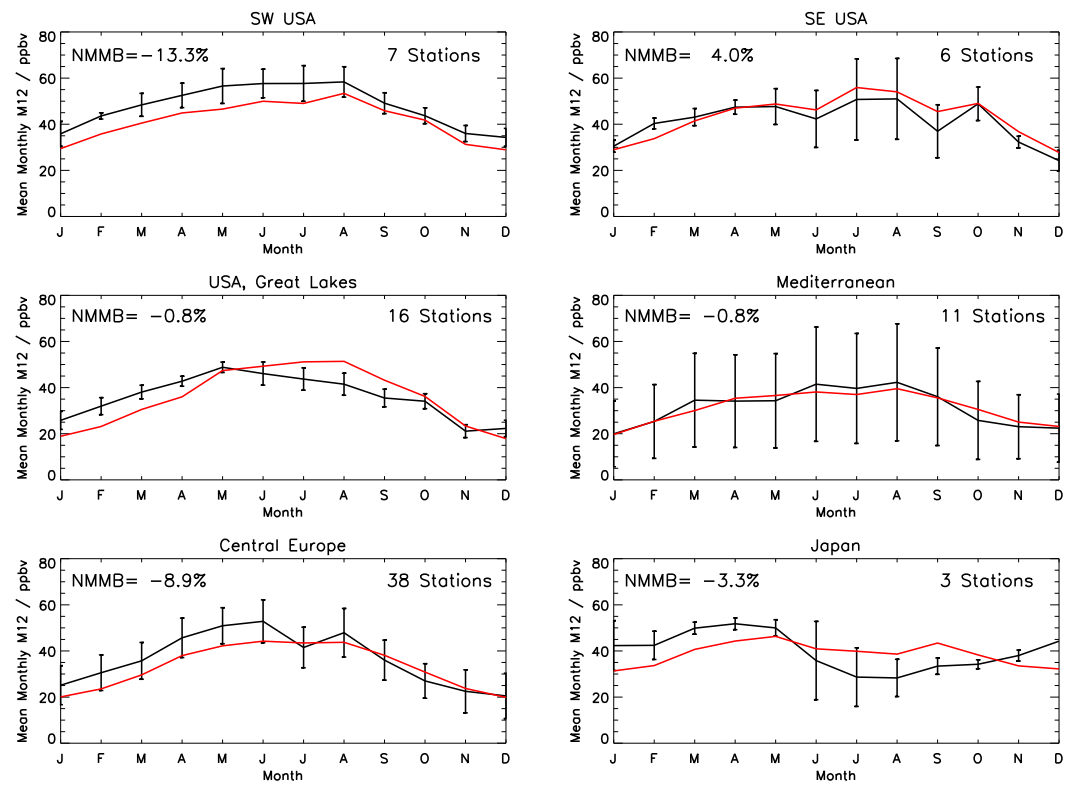 SW USA
NMMB=−13.3%
7 Stations
Mean Monthly M12 / ppbv
80
60
40
20
0
J F M A M J J A S O N D
Month
SE USA
NMMB= 4.0%
6 Stations
Mean Monthly M12 / ppbv
80
60
40
20
0
J F M A M J J A S O N D
Month
USA, Great Lakes
NMMB= −0.8%
16 Stations
Mean Monthly M12 / ppbv
80
60
40
20
0
J F M A M J J A S O N D
Month
Mediterranean
NMMB= −0.8%
11 Stations
Mean Monthly M12 / ppbv
80
60
40
20
0
J F M A M J J A S O N D
Month
Central Europe
NMMB= −8.9%
38 Stations
Mean Monthly M12 / ppbv
80
60
40
20
0
J F M A M J J A S O N D
Month
Japan
NMMB= −3.3%
3 Stations
Mean Monthly M12 / ppbv
80
60
40
20
0
J F M A M J J A S O N D
Month